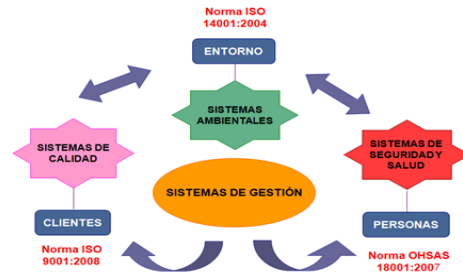 Norma ISO
14001:2004
ENTORNO
SISTEMAS
AMBIENTALES
SISTEMAS DE
CALIDAD
SISTEMAS DE
SEGURIDAD Y
SALUD
SISTEMAS DE GESTIÓN
CLIENTES
PERSONAS
Norma ISO
9001:2008
Norma OHSAS
18001:2007